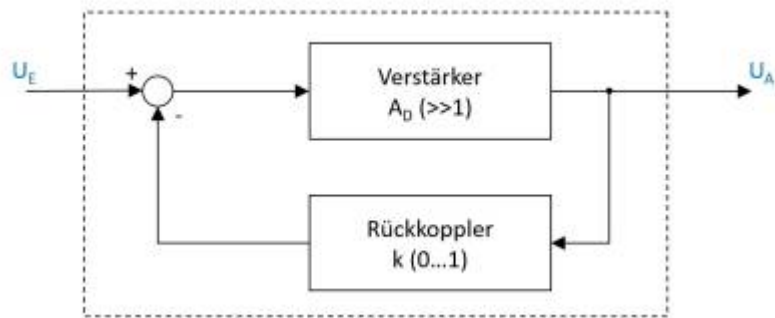 U_E
+
-
Verstärker
A_D (>>1)
U_A
Rückkoppler
k (0...1)